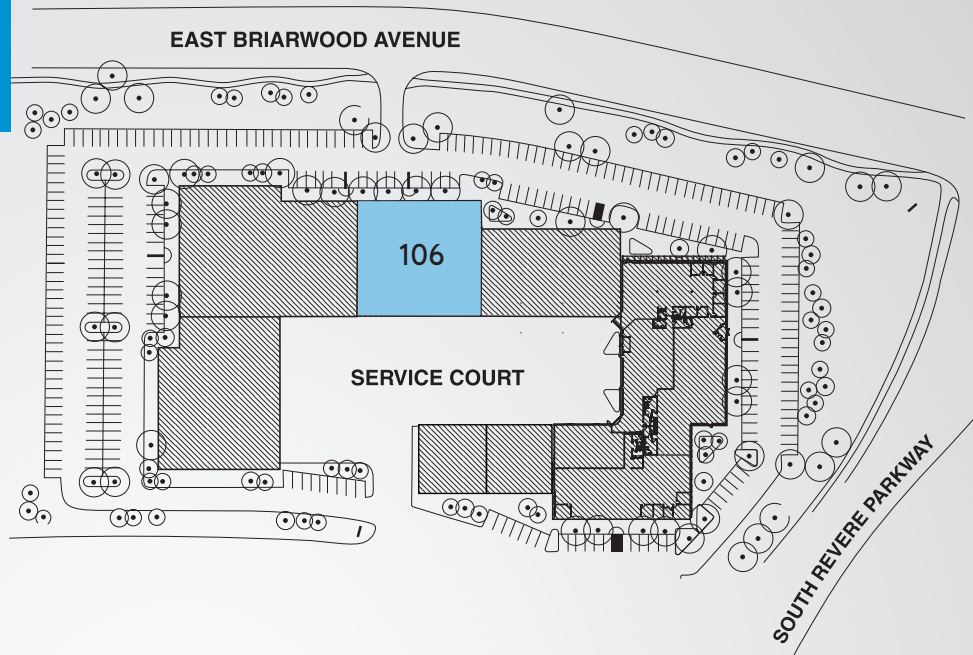 EAST BRIARWOOD AVENUE
106
SERVICE COURT
SOUTH REVERE PARKWAY